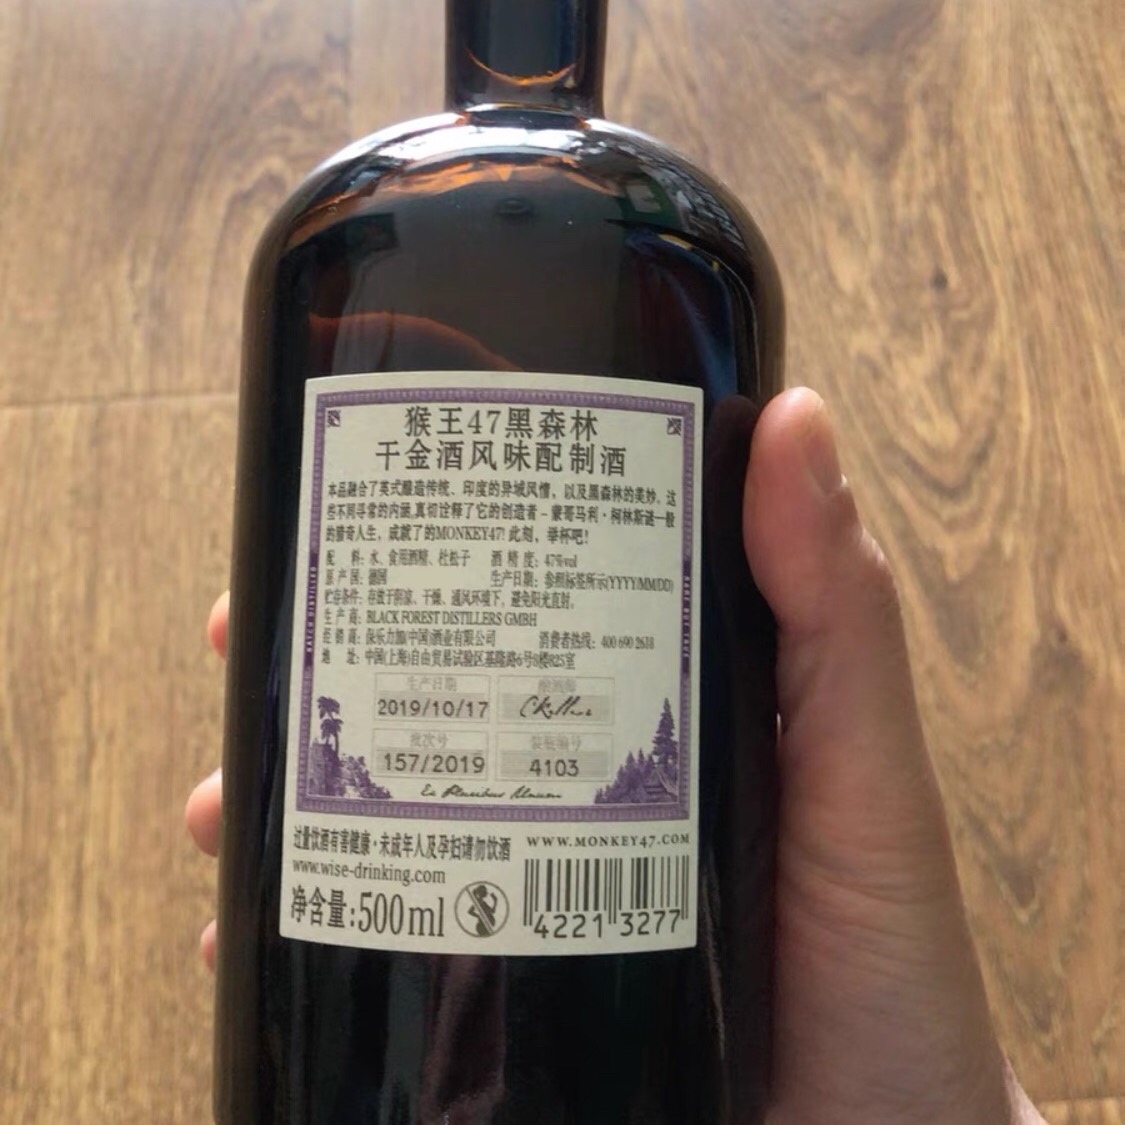 猴王47黑森林
干金酒风味配制酒
本品融合了英式酿造传统、印度的异域风情，以及黑森林的美妙。这
些不同寻常的内涵,真切诠释了它的创造者－蒙哥马利·柯林斯谜一般
的猎奇人生，成就了的MONKEY47! 此刻，举杯吧！
配 料: 水、食用酒精、杜松子 酒 精 度: 47%vol
原 产 国: 德国 生产日期: 参照标签所示(YYYY/MM/DD)
贮存条件: 存放于阴凉、干燥、通风环境下，避免阳光直射。
生 产 商: BLACK FOREST DISTILLERS GMBH
经 销 商: 保乐力加(中国)酒业有限公司 消费者热线: 400 690 2618
地 址: 中国(上海)自由贸易试验区基隆路6号8楼825室
生产日期 酿酒师
2019/10/17
批次号 装瓶编号
157/2019 4103
Ex Pluribus Unum
过量饮酒有害健康·未成年人及孕妇请勿饮酒
WWW.MONKEY47.COM
www.wise-drinking.com
净含量:500ml
4221 3277